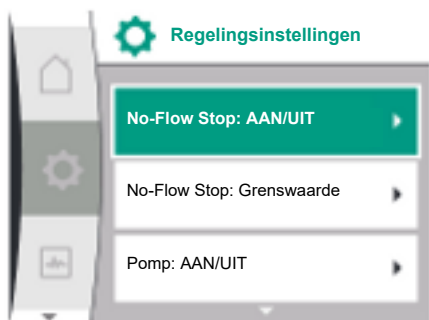 Regelingsinstellingen
No-Flow Stop: AAN/UIT
No-Flow Stop: Grenswaarde
Pomp: AAN/UIT